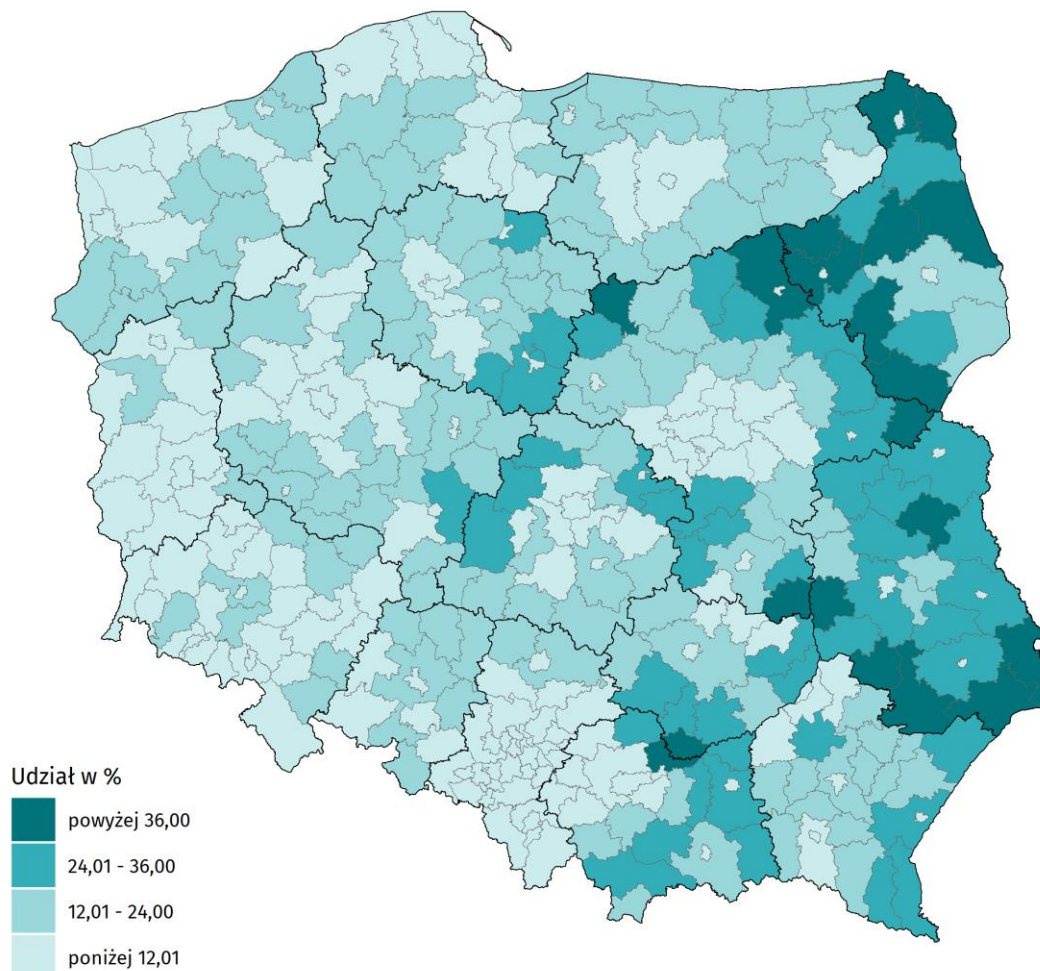 Udział w %
powyżej 36,00
24,01 - 36,00
12,01 - 24,00
poniżej 12,01